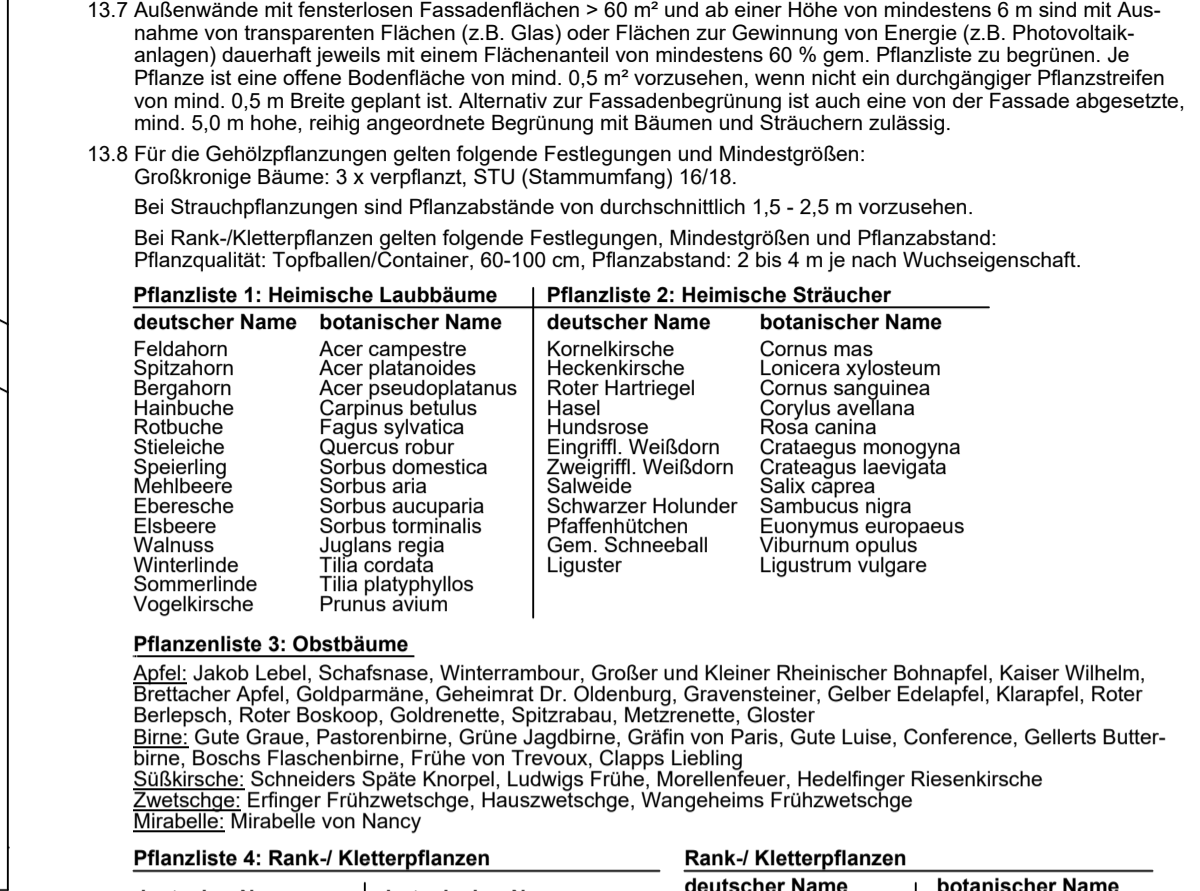 13.7 Außenwände mit fensterlosen Fassadenflächen > 60 m² und ab einer Höhe von mindestens 6 m sind mit Aus-
nahme von transparenten Flächen (z.B. Glas) oder Flächen zur Gewinnung von Energie (z.B. Photovoltaik-
anlagen) dauerhaft jeweils mit einem Flächenanteil von mindestens 60 % gem. Pflanzliste zu begrünen. Je
Pflanze ist eine offene Bodenfläche von mind. 0,5 m² vorzusehen, wenn nicht ein durchgängiger Pflanzstreifen
von mind. 0,5 m Breite geplant ist. Alternativ zur Fassadenbegrünung ist auch eine von der Fassade abgesetzte,
mind. 5,0 m hohe, reihig angeordnete Begrünung mit Bäumen und Sträuchern zulässig.
13.8 Für die Gehölzpflanzungen gelten folgende Festlegungen und Mindestgrößen:
Großkronige Bäume: 3 x verpflanzt, STU (Stammumfang) 16/18.
Bei Strauchpflanzungen sind Pflanzabstände von durchschnittlich 1,5 - 2,5 m vorzusehen.
Bei Rank-/Kletterpflanzen gelten folgende Festlegungen, Mindestgrößen und Pflanzabstand:
Pflanzqualität: Topfballen/Container, 60-100 cm, Pflanzabstand: 2 bis 4 m je nach Wuchseigenschaft.
Pflanzliste 1: Heimische Laubbäume
deutscher Name botanischer Name
Feldahorn Acer campestre
Spitzahorn Acer platanoides
Bergahorn Acer pseudoplatanus
Hainbuche Carpinus betulus
Rotbuche Fagus sylvatica
Stieleiche Quercus robur
Speierling Sorbus domestica
Mehlbeere Sorbus aria
Eberesche Sorbus aucuparia
Elsbeere Sorbus torminalis
Walnuss Juglans regia
Winterlinde Tilia cordata
Sommerlinde Tilia platyphyllos
Vogelkirsche Prunus avium
Pflanzliste 2: Heimische Sträucher
deutscher Name botanischer Name
Kornelkirsche Cornus mas
Heckenkirsche Lonicera xylosteum
Roter Hartriegel Cornus sanguinea
Hasel Corylus avellana
Hundsrose Rosa canina
Eingriffl. Weißdorn Crataegus monogyna
Zweigriffl. Weißdorn Crateagus laevigata
Salweide Salix caprea
Schwarzer Holunder Sambucus nigra
Pfaffenhütchen Euonymus europaeus
Gem. Schneeball Viburnum opulus
Liguster Ligustrum vulgare
Pflanzenliste 3: Obstbäume
Apfel: Jakob Lebel, Schafsnase, Winterrambour, Großer und Kleiner Rheinischer Bohnapfel, Kaiser Wilhelm,
Brettacher Apfel, Goldparmäne, Geheimrat Dr. Oldenburg, Gravensteiner, Gelber Edelapfel, Klarapfel, Roter
Berlepsch, Roter Boskoop, Goldrenette, Spitzrabau, Metzrenette, Gloster
Birne: Gute Graue, Pastorenbirne, Grüne Jagdbirne, Gräfin von Paris, Gute Luise, Conference, Gellerts Butter-
birne, Boschs Flaschenbirne, Frühe von Trevoux, Clapps Liebling
Süßkirsche: Schneiders Späte Knorpel, Ludwigs Frühe, Morellenfeuer, Hedelfinger Riesenkirsche
Zwetschge: Erfinger Frühzwetschge, Hauszwetschge, Wangeheims Frühzwetschge
Mirabelle: Mirabelle von Nancy
Pflanzliste 4: Rank-/ Kletterpflanzen
Rank-/ Kletterpflanzen
deutscher Name botanischer Name